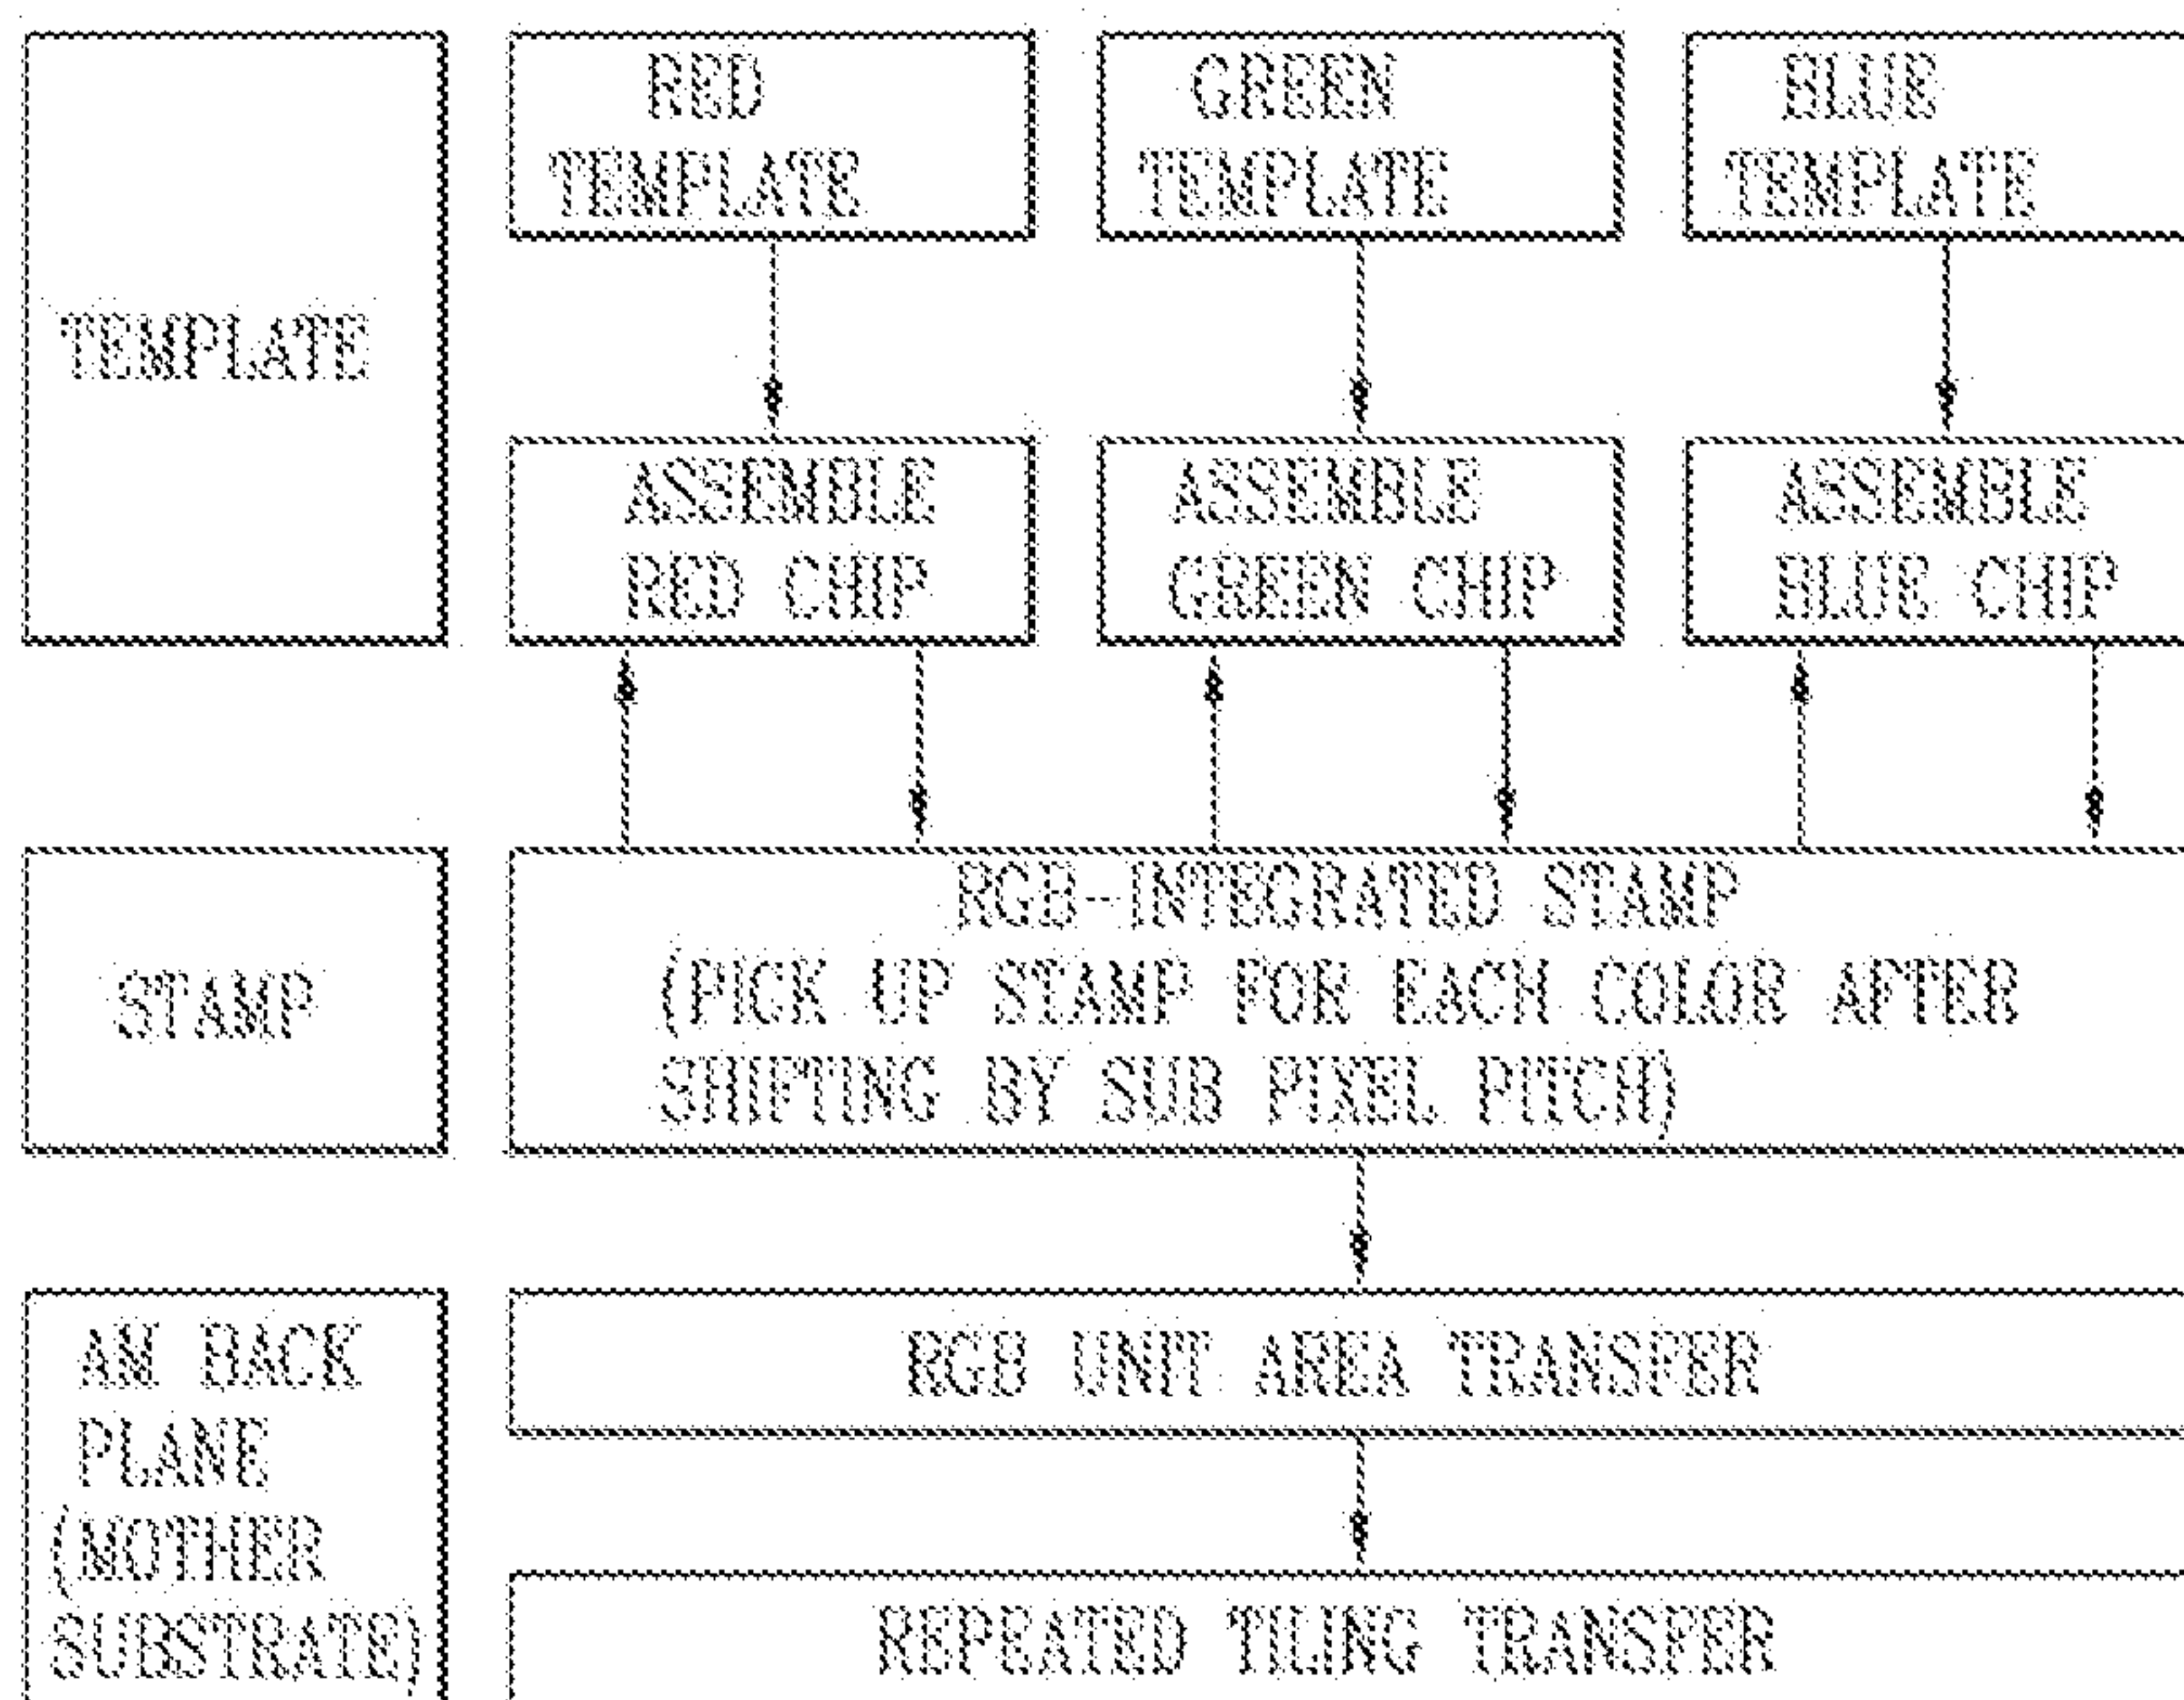 TEMPLATE
RED
TEMPLATE
GREEN
TEMPLATE
BLUE
TEMPLATE
ASSEMBLE
RED CHIP
ASSEMBLE
GREEN CHIP
ASSEMBLE
BLUE CHIP
STAMP
RGB-INTEGRATED STAMP
(PICK UP STAMP FOR EACH COLOR AFTER
SHIFTING BY SUB PIXEL PITCH)
AM BACK
PLANE
(MOTHER
SUBSTRATE)
RGB UNIT AREA TRANSFER
REPEATED TILING TRANSFER